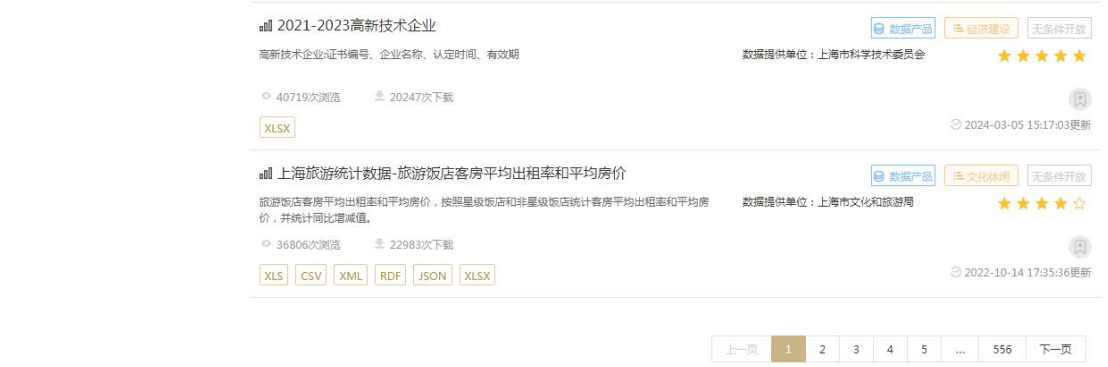 2021-2023高新技术企业
数据产品 经济建设 无条件开放
高新技术企业:证书编号、企业名称、认定时间、有效期
数据提供单位：上海市科学技术委员会
40719次浏览 20247次下载
XLSX
2024-03-05 15:17:03更新
上海旅游统计数据-旅游饭店客房平均出租率和平均房价
数据产品 文化休闲 无条件开放
旅游饭店客房平均出租率和平均房价，按照星级饭店和非星级饭店统计客房平均出租率和平均房
价，并统计同比增减值。
数据提供单位：上海市文化和旅游局
36806次浏览 22983次下载
XLS CSV XML RDF JSON XLSX
2022-10-14 17:35:36更新
上一页 1 2 3 4 5 ... 556 下一页